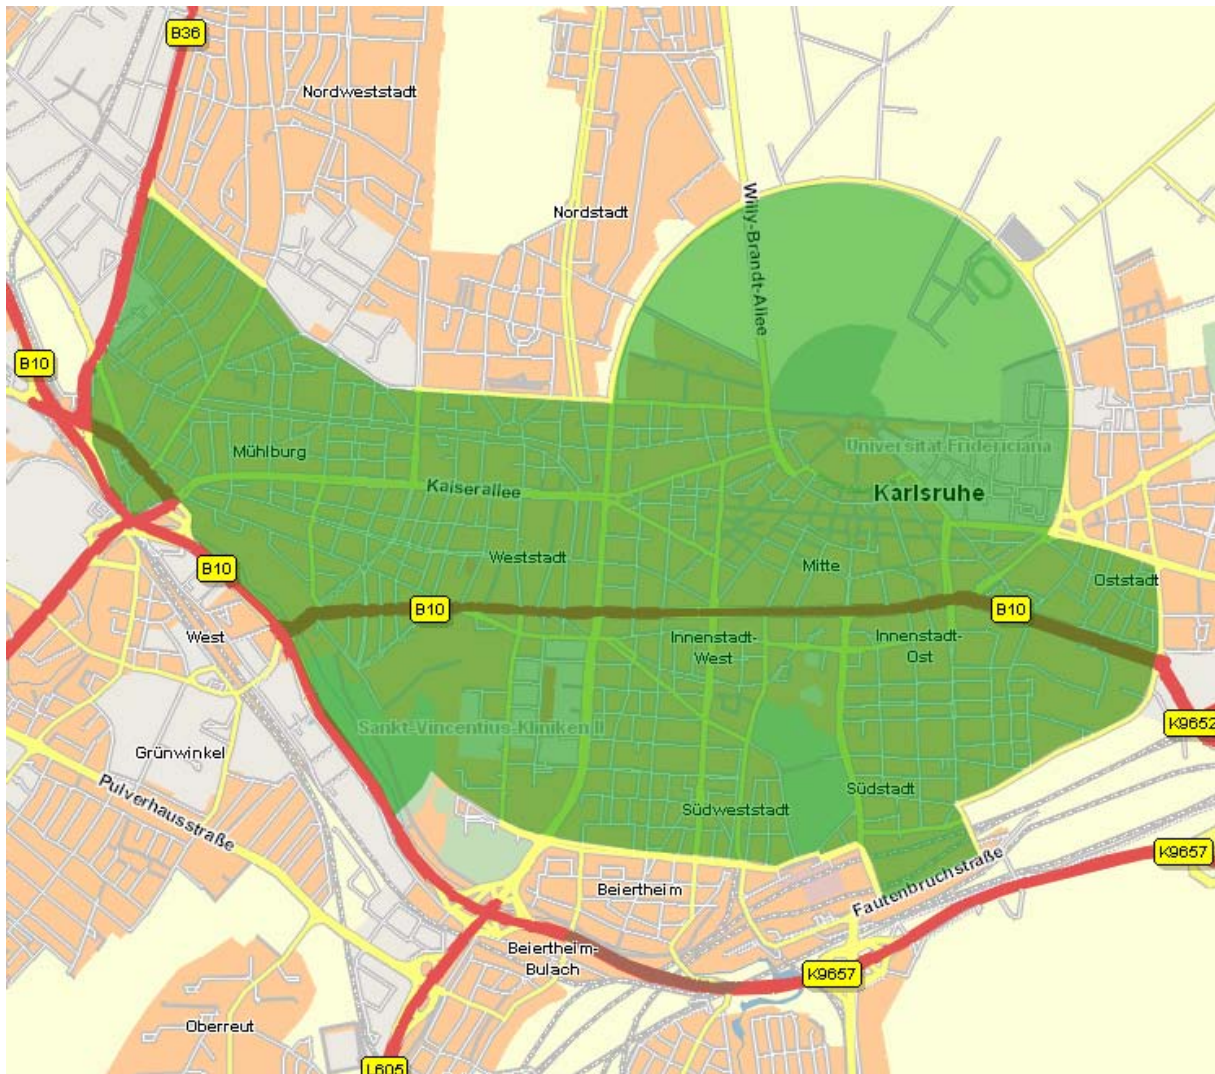 B36
Nordweststadt
Nordstadt
Willy-Brandt-Allee
B10
Mühlburg
Universität Fridericiana
Kaiserallee
Karlsruhe
Weststadt
Mitte
B10
Oststadt
B10
B10
West
Innenstadt-
West
Innenstadt-
Ost
Sankt-Vincentius-Kliniken II
K9652
Grünwinkel
Pulverhausstraße
Südstadt
Südweststadt
K9657
Fautenbruchstraße
Beiertheim
Beiertheim-
Bulach
K9657
Oberreut
L605